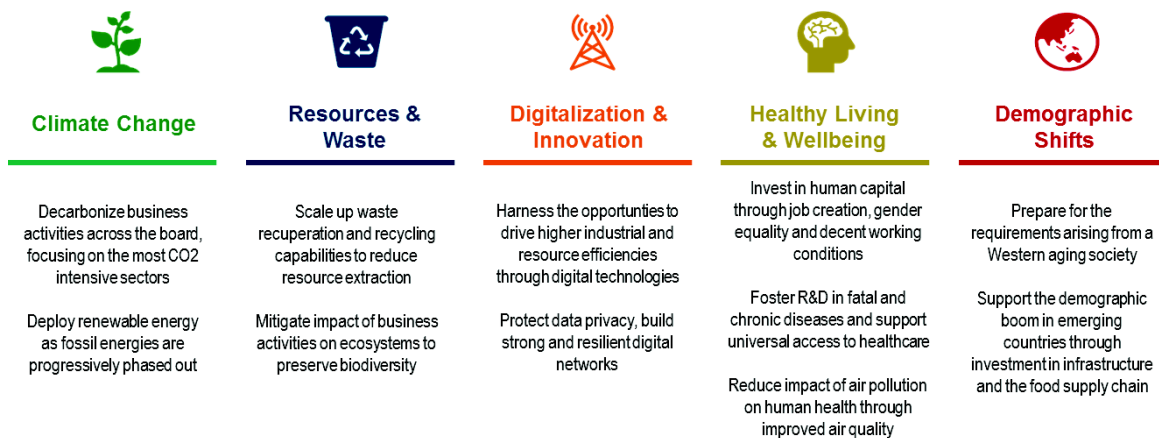 Climate Change
Decarbonize business
activities across the board,
focusing on the most CO2
intensive sectors
Deploy renewable energy
as fossil energies are
progressively phased out
Resources &
Waste
Scale up waste
recuperation and recycling
capabilities to reduce
resource extraction
Mitigate impact of business
activities on ecosystems to
preserve biodiversity
Digitalization &
Innovation
Harness the opportunties to
drive higher industrial and
resource efficiencies
through digital technologies
Protect data privacy, build
strong and resilient digital
networks
Healthy Living
& Wellbeing
Invest in human capital
through job creation, gender
equality and decent working
conditions
Foster R&D in fatal and
chronic diseases and support
universal access to healthcare
Reduce impact of air pollution
on human health through
improved air quality
Demographic
Shifts
Prepare for the
requirements arising from a
Western aging society
Support the demographic
boom in emerging
countries through
investment in infrastructure
and the food supply chain